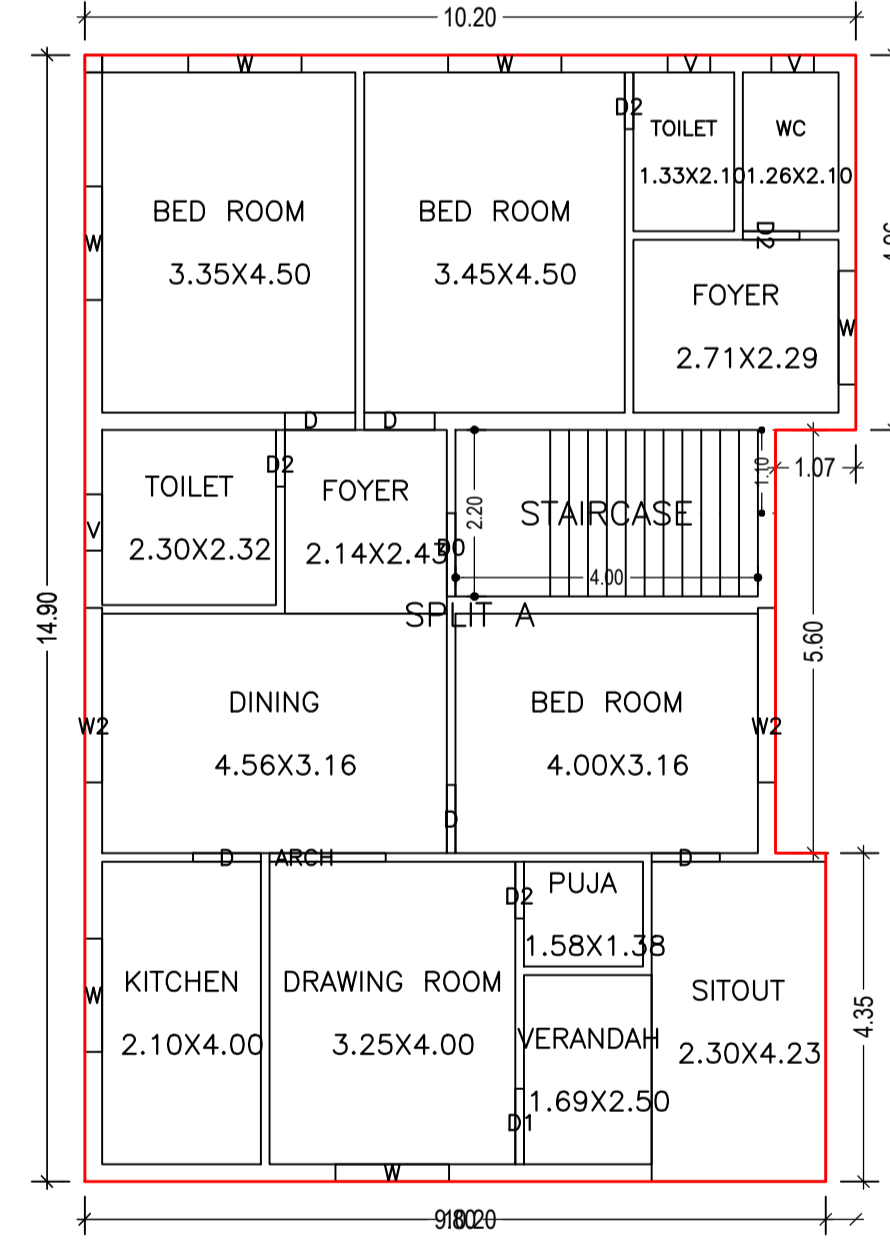 10.20
W
W
V
V
D2
TOILET
WC
1.33X2.10
1.26X2.10
BED ROOM
BED ROOM
W
D2
3.35X4.50
3.45X4.50
FOYER
W
2.71X2.29
D
D
D2
1.10
1.07
TOILET
FOYER
2.20
STAIRCASE
V
2.30X2.32
2.14X2.43
4.00
SPLIT A
14.90
5.60
DINING
BED ROOM
W2
W2
4.56X3.16
4.00X3.16
D
D
ARCH
D
PUJA
D2
1.58X1.38
KITCHEN
DRAWING ROOM
SITOUT
W
4.35
2.10X4.00
3.25X4.00
VERANDAH
2.30X4.23
1.69X2.50
D1
W